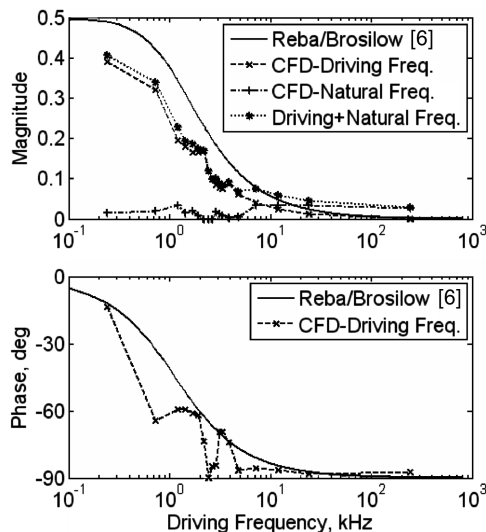 0.5
0.4
0.3
0.2
0.1
0
Magnitude
Reba/Brosilow [6]
CFD-Driving Freq.
CFD-Natural Freq.
Driving+Natural Freq.
10^-1 10^0 10^1 10^2 10^3
kHz
0
-30
-60
-90
Phase, deg
Reba/Brosilow [6]
CFD-Driving Freq.
10^-1 10^0 10^1 10^2 10^3
Driving Frequency, kHz